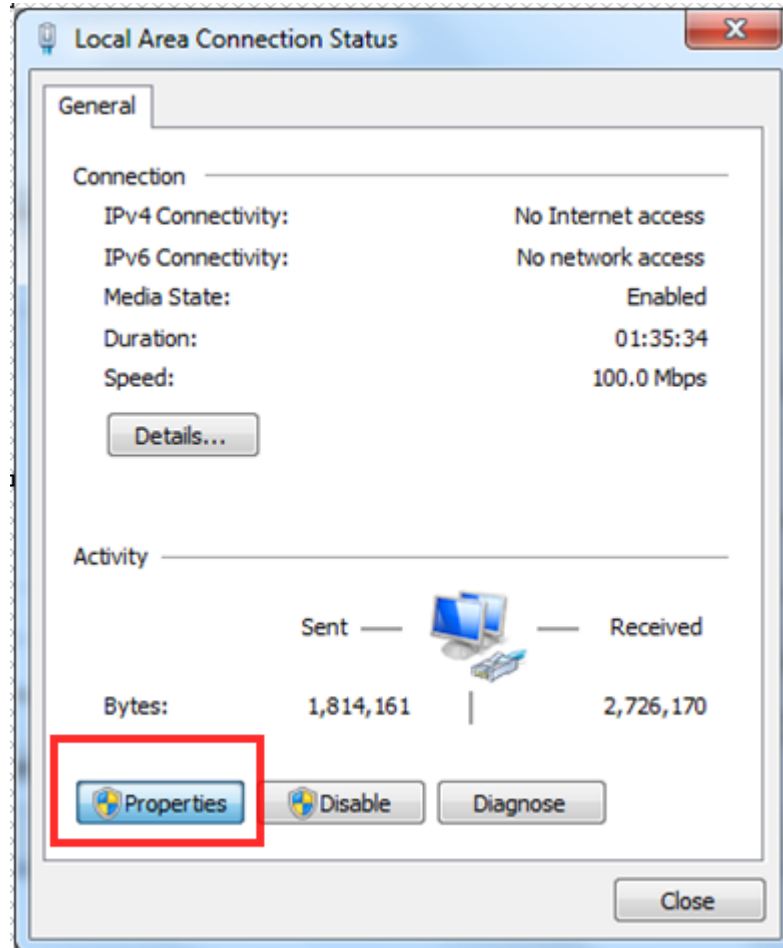 Local Area Connection Status
General
Connection
IPv4 Connectivity: No Internet access
IPv6 Connectivity: No network access
Media State: Enabled
Duration: 01:35:34
Speed: 100.0 Mbps
Details...
Activity
Sent Received
Bytes: 1,814,161 2,726,170
Properties Disable Diagnose
Close